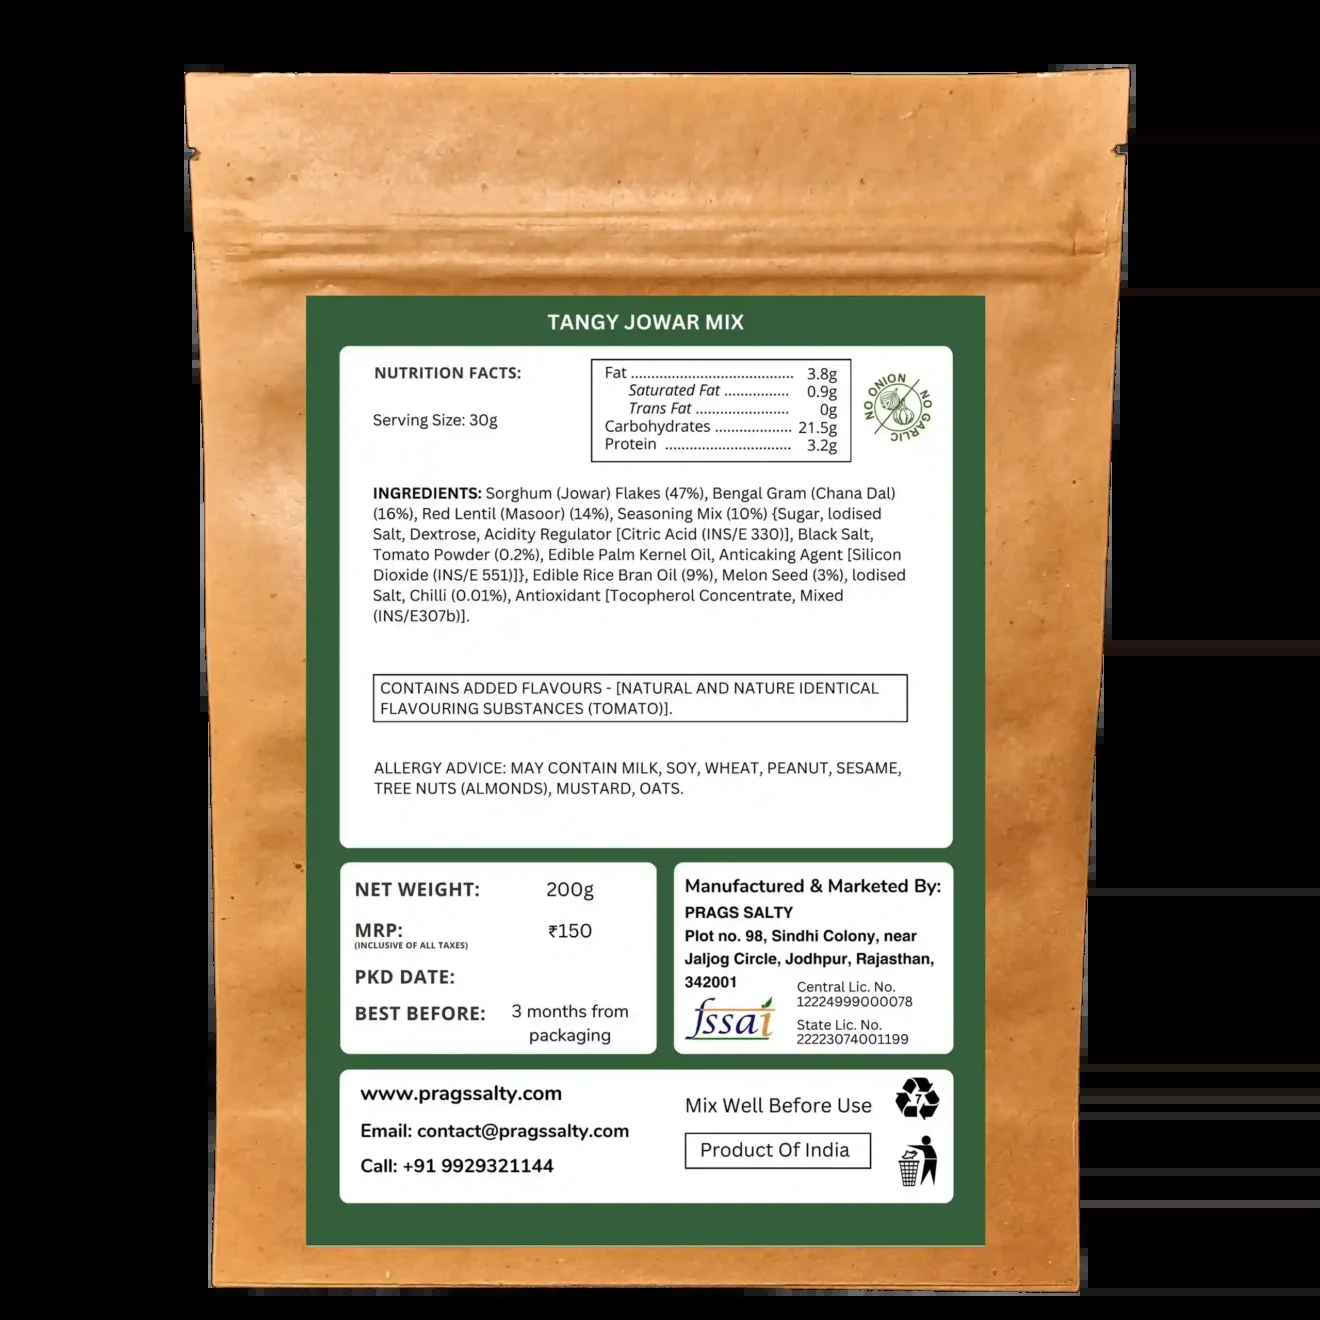 TANGY JOWAR MIX
NUTRITION FACTS:
Serving Size: 30g
Fat ........................................ 3.8g
Saturated Fat ................ 0.9g
Trans Fat ....................... 0g
Carbohydrates ................... 21.5g
Protein ............................... 3.2g
NO ONION NO GARLIC
INGREDIENTS: Sorghum (Jowar) Flakes (47%), Bengal Gram (Chana Dal)
(16%), Red Lentil (Masoor) (14%), Seasoning Mix (10%) {Sugar, lodised
Salt, Dextrose, Acidity Regulator [Citric Acid (INS/E 330)], Black Salt,
Tomato Powder (0.2%), Edible Palm Kernel Oil, Anticaking Agent [Silicon
Dioxide (INS/E 551)]}, Edible Rice Bran Oil (9%), Melon Seed (3%), lodised
Salt, Chilli (0.01%), Antioxidant [Tocopherol Concentrate, Mixed
(INS/E307b)].
CONTAINS ADDED FLAVOURS - [NATURAL AND NATURE IDENTICAL
FLAVOURING SUBSTANCES (TOMATO)].
ALLERGY ADVICE: MAY CONTAIN MILK, SOY, WHEAT, PEANUT, SESAME,
TREE NUTS (ALMONDS), MUSTARD, OATS.
NET WEIGHT: 200g
MRP: ₹150
(INCLUSIVE OF ALL TAXES)
PKD DATE:
BEST BEFORE: 3 months from
packaging
Manufactured & Marketed By:
PRAGS SALTY
Plot no. 98, Sindhi Colony, near
Jaljog Circle, Jodhpur, Rajasthan,
342001
fssai
Central Lic. No.
12224999000078
State Lic. No.
22223074001199
www.pragssalty.com
Email: contact@pragssalty.com
Call: +91 9929321144
Mix Well Before Use
Product Of India
7